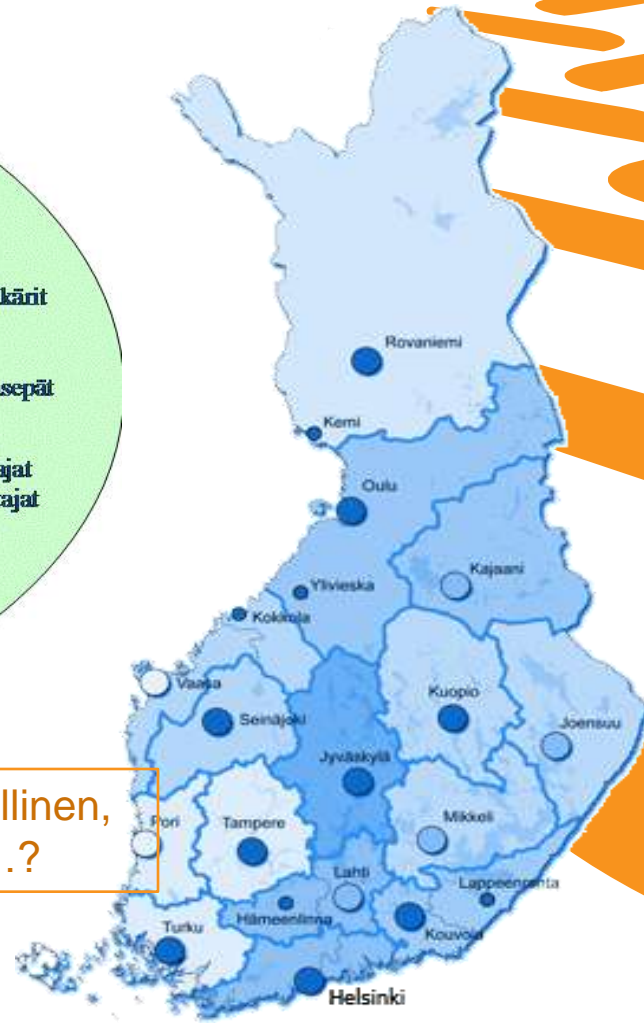 kärit
sepät
ajat
tajat
Rovaniemi
Kemi
Oulu
Kajaani
Ylivieska
Kokkola
Vaasa
Kuopio
Seinäjoki
Joensuu
Jyväskylä
llinen,
.?
Pori
Tampere
Mikkeli
Lahti
Lappeenranta
Hämeenlinna
Turku
Kouvola
Helsinki